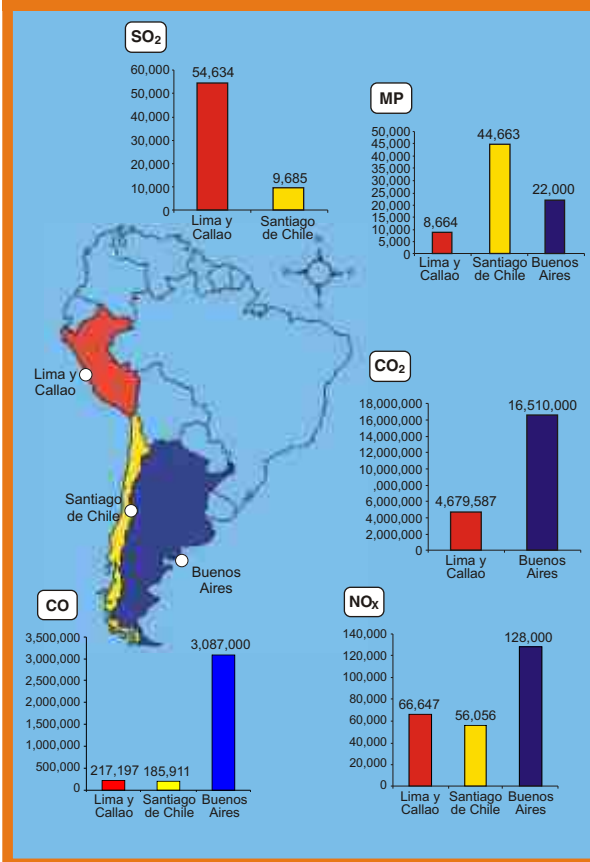 SO₂
60,000
50,000
40,000
30,000
20,000
10,000
0
54,634
9,685
Lima y
Callao
Santiago
de Chile
MP
50,000
45,000
40,000
35,000
30,000
25,000
20,000
15,000
10,000
5,000
0
8,664
44,663
22,000
Lima y
Callao
Santiago
de Chile
Buenos
Aires
Lima y
Callao
Santiago
de Chile
Buenos
Aires
CO₂
18,000,000
16,000,000
14,000,000
12,000,000
10,000,000
,000,000
6,000,000
4,000,000
2,000,000
0
4,679,587
16,510,000
Lima y
Callao
Buenos
Aires
CO
3,500,000
3,000,000
2,500,000
2,000,000
1,500,000
1,000,000
500,000
0
217,197
185,911
3,087,000
Lima y
Callao
Santiago
de Chile
Buenos
Aires
NOX
140,000
120,000
100,000
80,000
60,000
40,000
20,000
0
66,647
56,056
128,000
Lima y
Callao
Santiago
de Chile
Buenos
Aires